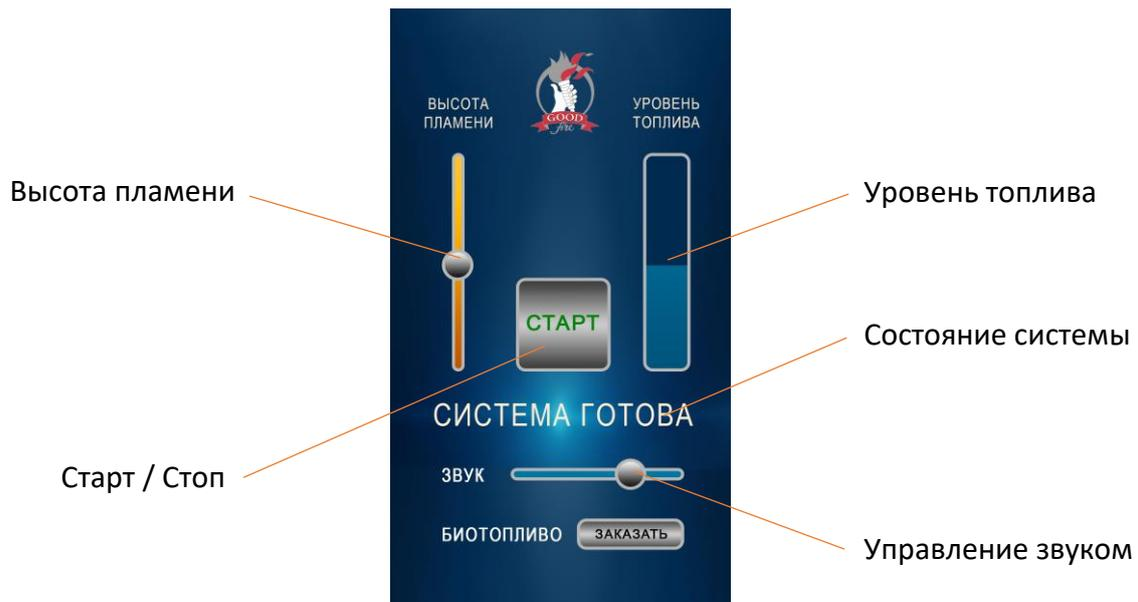 ВЫСОТА
ПЛАМЕНИ
GOOD
fire
УРОВЕНЬ
ТОПЛИВА
Высота пламени
Уровень топлива
СТАРТ
Состояние системы
СИСТЕМА ГОТОВА
Старт / Стоп
ЗВУК
БИОТОПЛИВО
ЗАКАЗАТЬ
Управление звуком